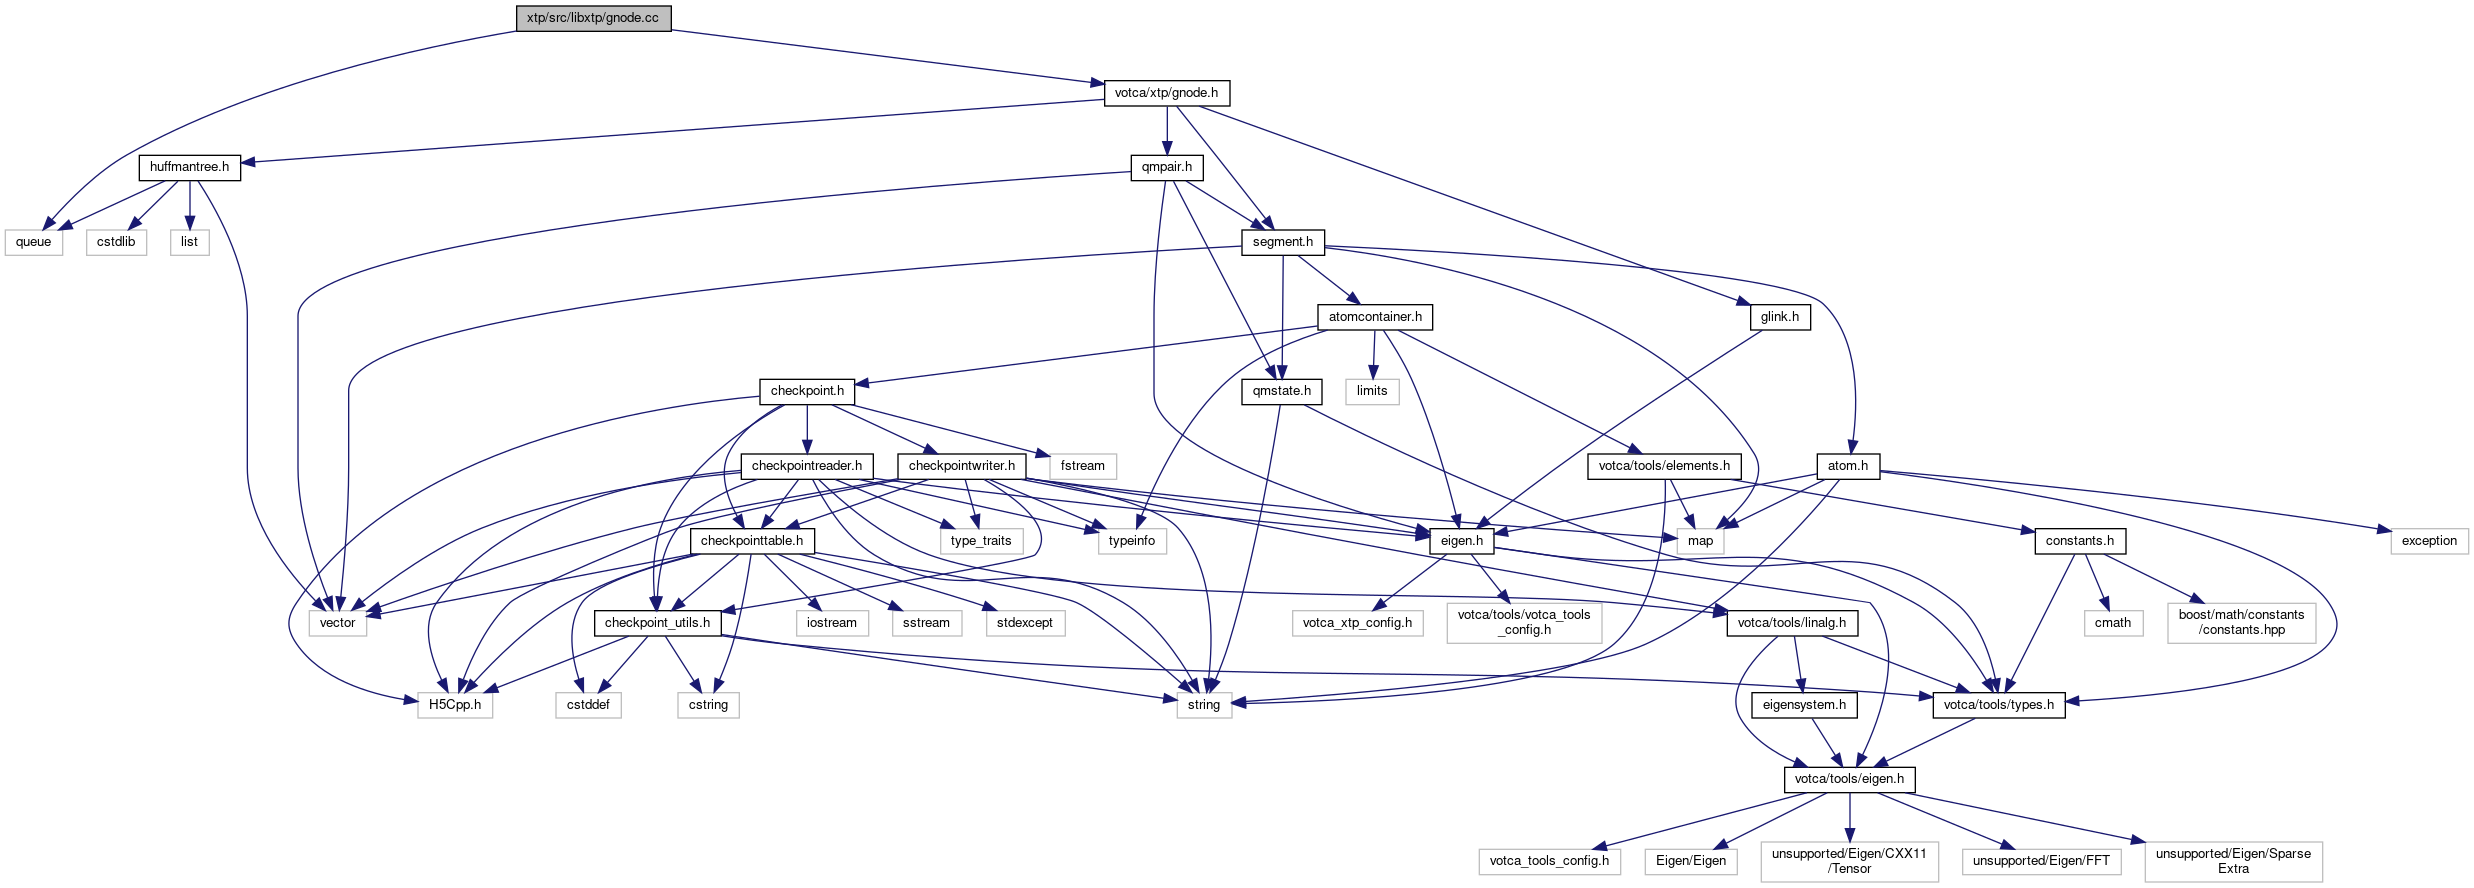 xtp/src/libxtp/gnode.cc
votca/xtp/gnode.h
huffmantree.h
qmpair.h
queue
cstdlib
list
segment.h
atomcontainer.h
glink.h
checkpoint.h
qmstate.h
limits
checkpointreader.h
checkpointwriter.h
fstream
votca/tools/elements.h
atom.h
checkpointtable.h
type_traits
typeinfo
eigen.h
map
constants.h
exception
vector
checkpoint_utils.h
iostream
sstream
stdexcept
votca_xtp_config.h
votca/tools/votca_tools
_config.h
votca/tools/linalg.h
cmath
boost/math/constants
/constants.hpp
H5Cpp.h
cstddef
cstring
string
eigensystem.h
votca/tools/types.h
votca/tools/eigen.h
votca_tools_config.h
Eigen/Eigen
unsupported/Eigen/CXX11
/Tensor
unsupported/Eigen/FFT
unsupported/Eigen/Sparse
Extra